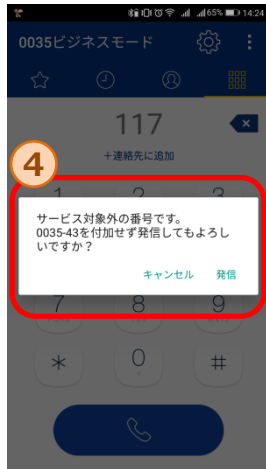 65% 14:24
0035ビジネスモード
117
+連絡先に追加
4
1 2 3
サービス対象外の番号です。
0035-43を付加せず発信してもよろし
いですか？
キャンセル 発信
7 8 9
* 0 #